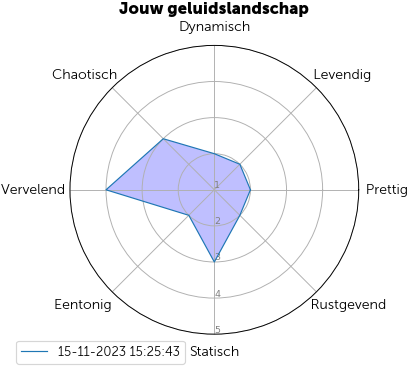 Jouw geluidslandschap
Dynamisch
Chaotisch
Levendig
Vervelend
1
Prettig
2
3
4
Eentonig
Rustgevend
5
15-11-2023 15:25:43
Statisch